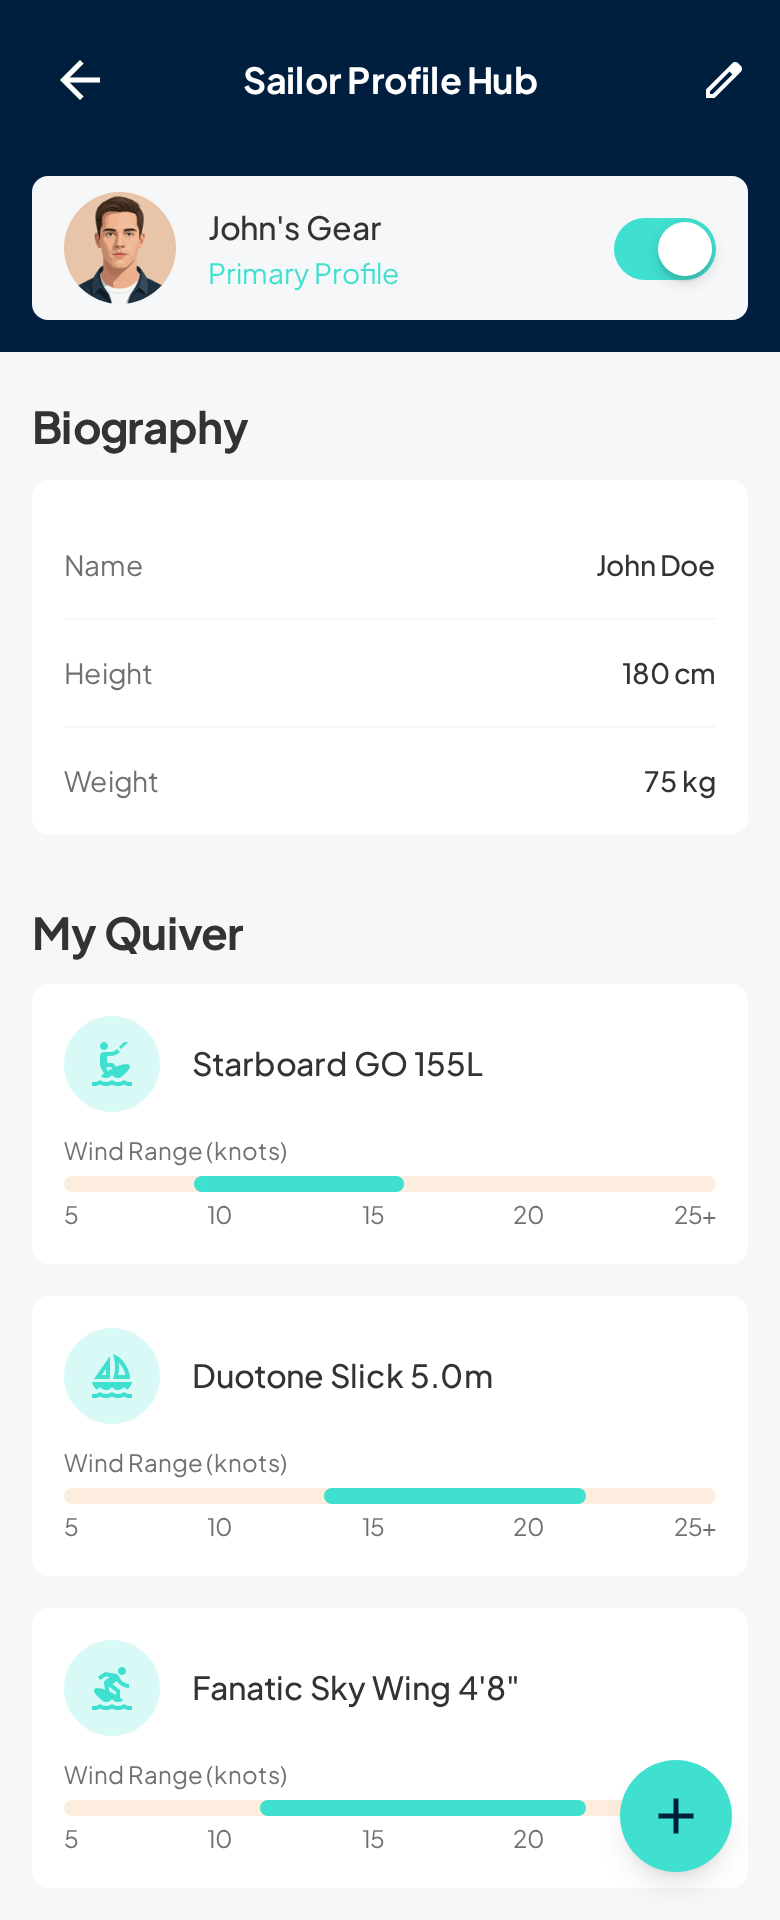 Sailor Profile Hub
John's Gear
Primary Profile
Biography
Name John Doe
Height 180 cm
Weight 75 kg
My Quiver
Starboard GO 155L
Wind Range (knots)
5 10 15 20 25+
Duotone Slick 5.0m
Wind Range (knots)
5 10 15 20 25+
Fanatic Sky Wing 4'8"
Wind Range (knots)
5 10 15 20